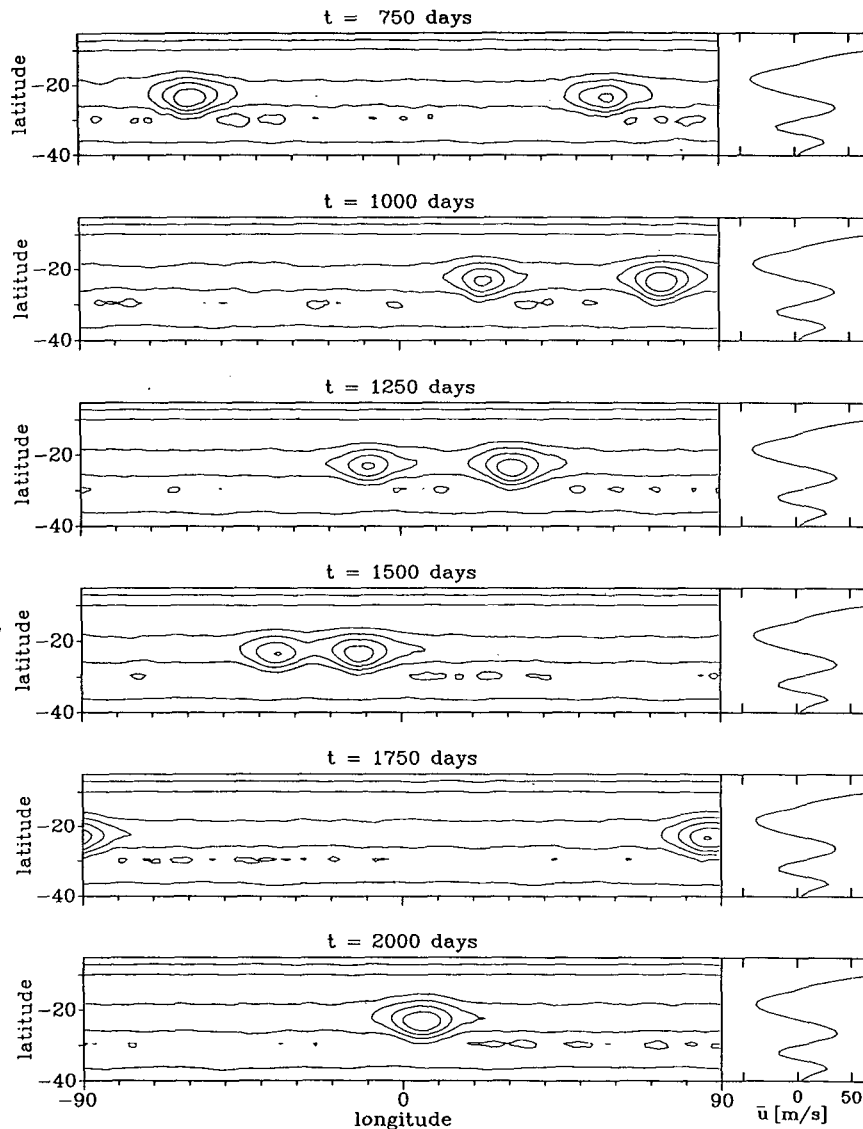 t = 750 days
latitude
−20
−40
t = 1000 days
latitude
−20
−40
t = 1250 days
latitude
−20
−40
t = 1500 days
latitude
−20
−40
t = 1750 days
latitude
−20
−40
t = 2000 days
latitude
−20
−40
−90 0 90 0 50
longitude ū [m/s]